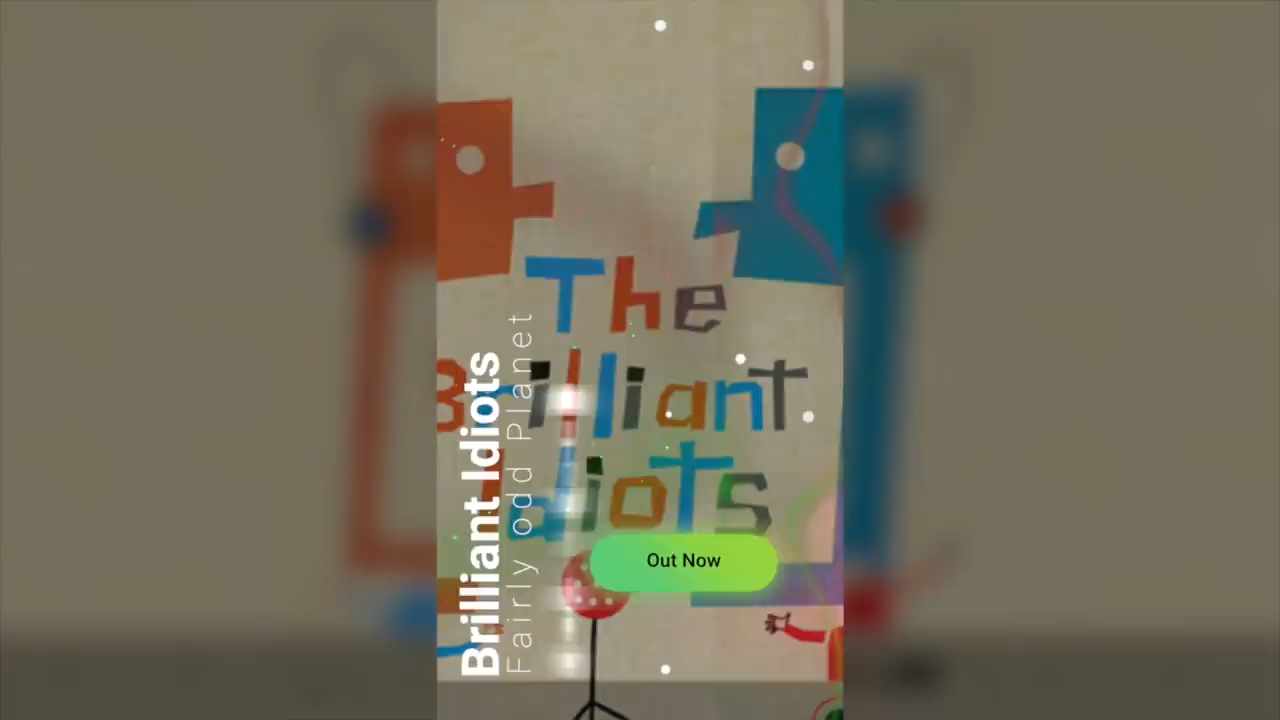 The
Brilliant
Idiots
Out Now
Brilliant Idiots
Fairly odd Planet